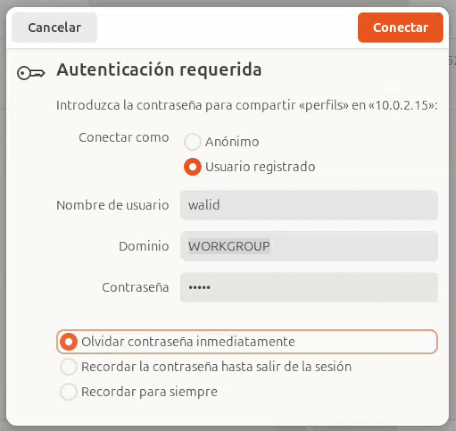 Cancelar
Conectar
Autenticación requerida
Introduzca la contraseña para compartir «perfils» en «10.0.2.15»:
Conectar como
Anónimo
Usuario registrado
Nombre de usuario walid
Dominio WORKGROUP
Contraseña •••••
Olvidar contraseña inmediatamente
Recordar la contraseña hasta salir de la sesión
Recordar para siempre